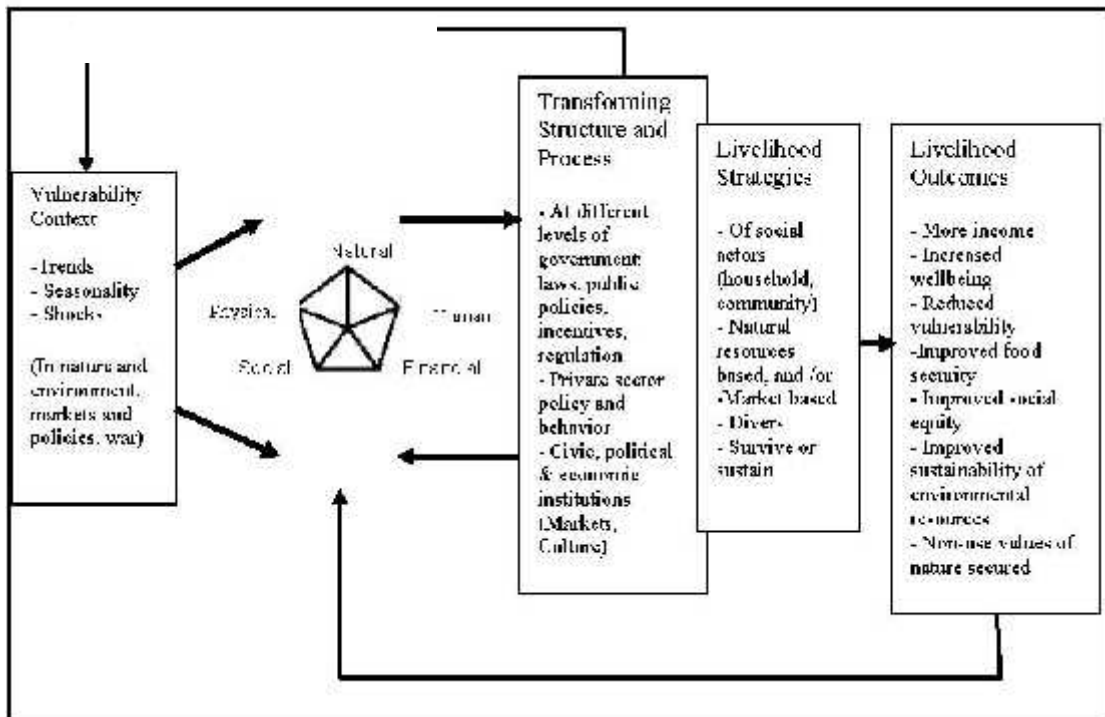 Vulnerability
Context
- Trends
- Seasonality
- Shocks
(In nature and
environment,
markets and
policies, war)
Natural
Physical
Human
Social
Financial
Transforming
Structure and
Process
- At different
levels of
government:
laws, public
policies,
incentives,
regulation
- Private sector
policy and
behavior
- Civic, political
& economic
institutions
(Markets,
Culture)
Livelihood
Strategies
- Of social
actors
(household,
community)
- Natural
resources
based, and /or
-Market based
- Divers
- Survive or
sustain
Livelihood
Outcomes
- More income
- Incresed
wellbeing
- Reduced
vulnerability
-Improved food
security
- Improved social
equity
- Improved
sustainability of
environmental
resources
- Non-use values of
nature secured